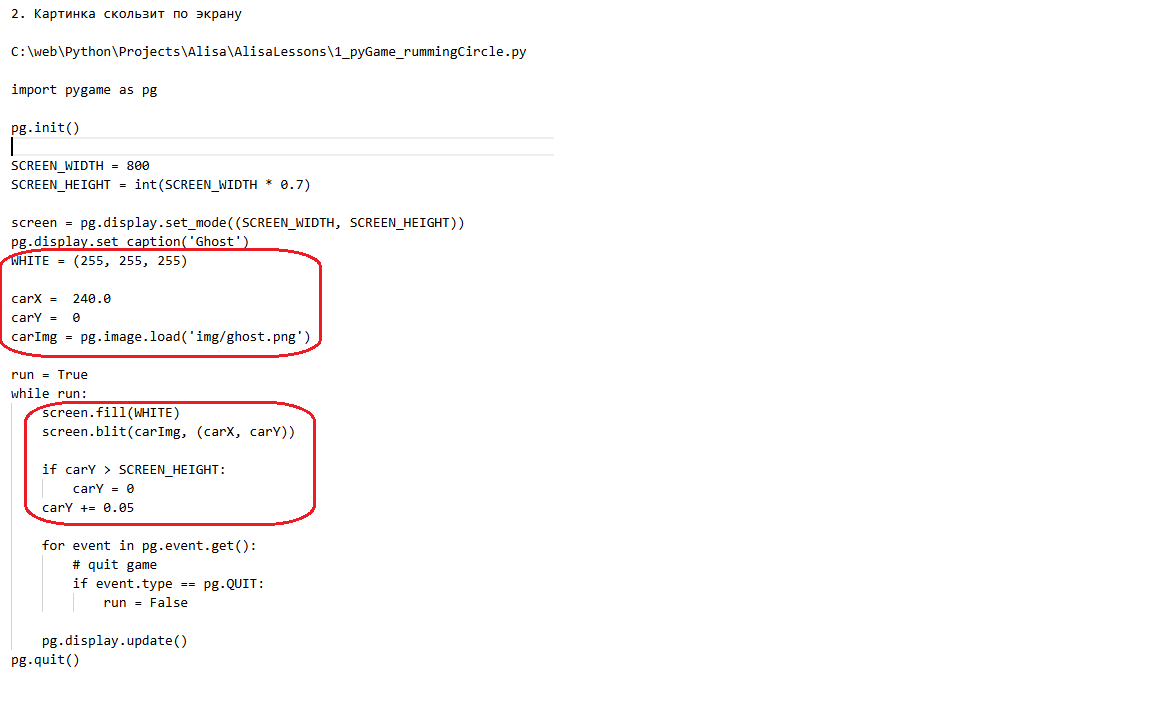 2. Картинка скользит по экрану
C:\web\Python\Projects\Alisa\AlisaLessons\1_pyGame_rummingCircle.py
import pygame as pg
pg.init()
SCREEN_WIDTH = 800
SCREEN_HEIGHT = int(SCREEN_WIDTH * 0.7)
screen = pg.display.set_mode((SCREEN_WIDTH, SCREEN_HEIGHT))
pg.display.set_caption('Ghost')
WHITE = (255, 255, 255)
carX =  240.0
carY =  0
carImg = pg.image.load('img/ghost.png')
run = True
while run:
    screen.fill(WHITE)
    screen.blit(carImg, (carX, carY))
    if carY > SCREEN_HEIGHT:
        carY = 0
    carY += 0.05
    for event in pg.event.get():
        # quit game
        if event.type == pg.QUIT:
            run = False
    pg.display.update()
pg.quit()